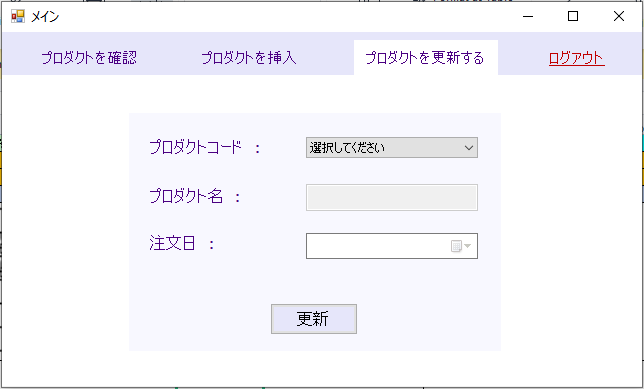 メイン
プロダクトを確認 プロダクトを挿入 プロダクトを更新する ログアウト
プロダクトコード : 選択してください
プロダクト名 :
注文日 :
更新